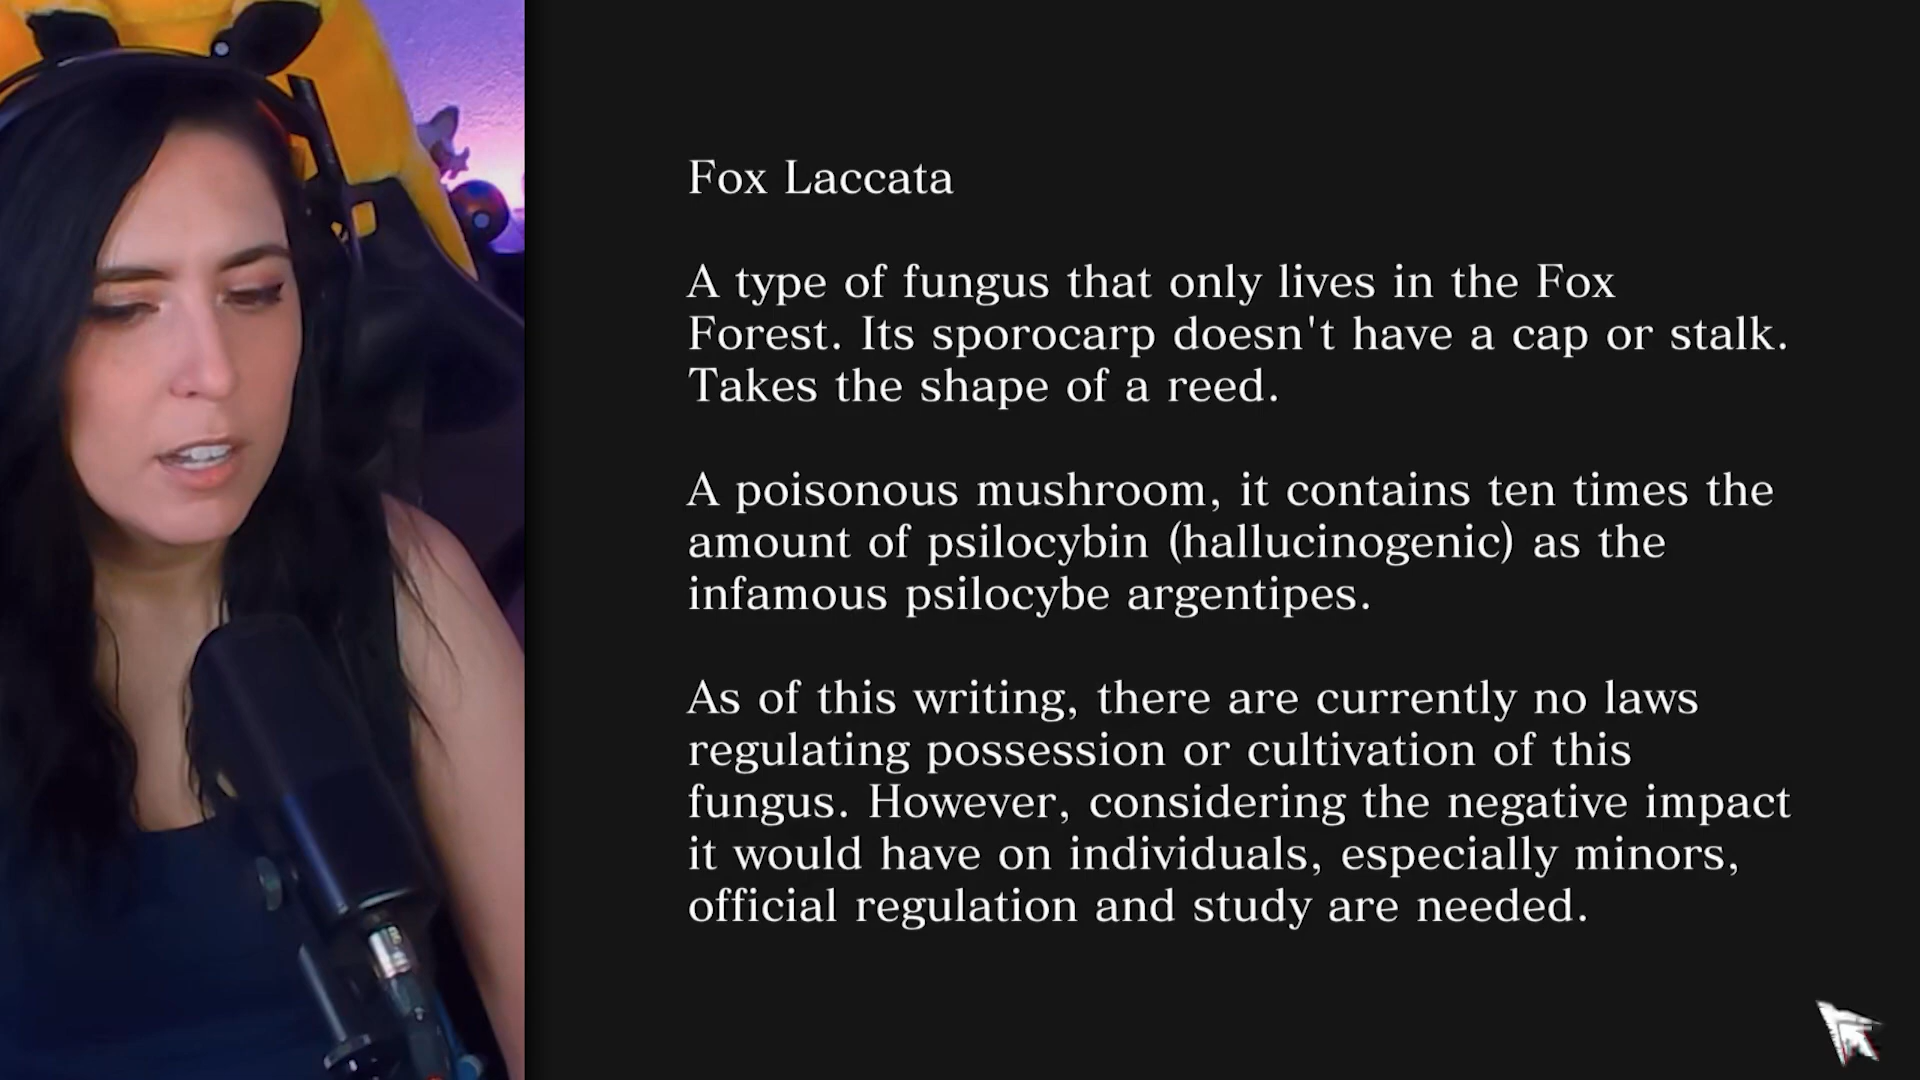 Fox Laccata
A type of fungus that only lives in the Fox
Forest. Its sporocarp doesn't have a cap or stalk.
Takes the shape of a reed.
A poisonous mushroom, it contains ten times the
amount of psilocybin (hallucinogenic) as the
infamous psilocybe argentipes.
As of this writing, there are currently no laws
regulating possession or cultivation of this
fungus. However, considering the negative impact
it would have on individuals, especially minors,
official regulation and study are needed.